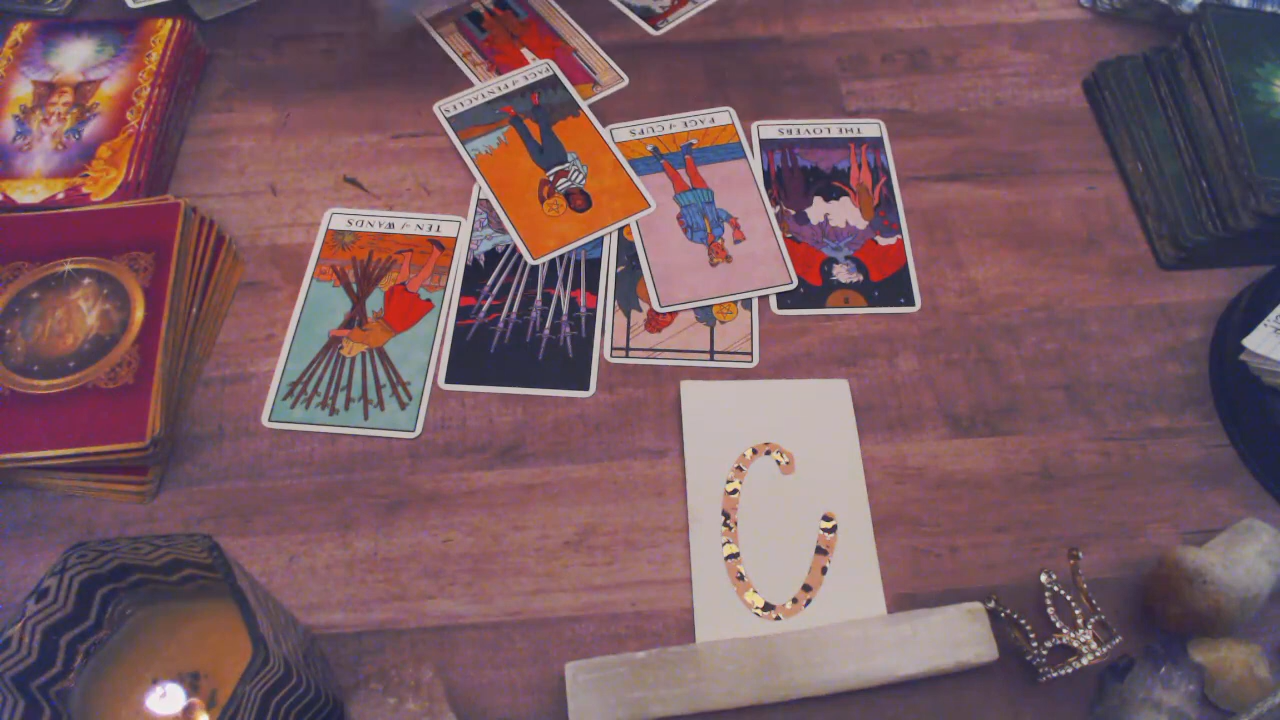 PAGE of PENTACLES
PAGE of CUPS
THE LOVERS
TEN of WANDS
C